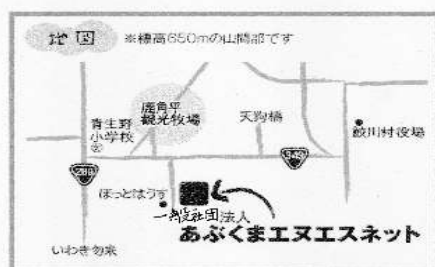 地図
※標高650mの山間部です
鹿角平
観光牧場
天狗橋
青生野
小学校
文
鮫川村役場
349
289
ほっとはうす
一般社団法人
あぶくまエヌエスネット
いわき勿来